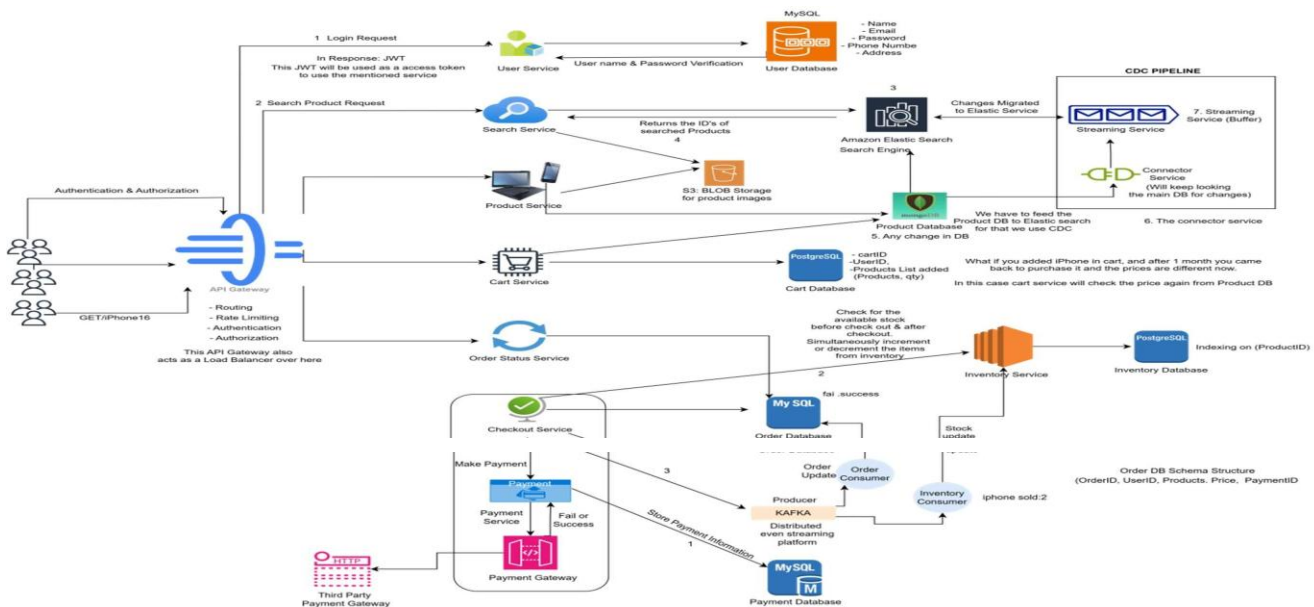 MySQL
- Name
- Email
- Password
- Phone Numbe
- Address
User Database
1 Login Request
In Response: JWT
This JWT will be used as a access token
to use the mentioned service
User Service
User name & Password Verification
2 Search Product Request
Search Service
Returns the ID's of
searched Products
4
3
Amazon Elastic Search
Search Engine
Changes Migrated
to Elastic Service
CDC PIPELINE
Streaming Service
7. Streaming
Service (Buffer)
Connector
Service
(Will keep looking
the main DB for changes)
6. The connector service
Product Service
S3: BLOB Storage
for product images
mongoDB
Product Database
5. Any change in DB
We have to feed the
Product DB to Elastic search
for that we use CDC
Authentication & Authorization
API Gateway
GET/iPhone16
- Routing
- Rate Limiting
- Authentication
- Authorization
This API Gateway also
acts as a Load Balancer over here
Cart Service
PostgreSQL
Cart Database
- cartID
-UserID,
-Products List added
(Products, qty)
What if you added iPhone in cart, and after 1 month you came
back to purchase it and the prices are different now.
In this case cart service will check the price again from Product DB
Order Status Service
Check for the
available stock
before check out & after
checkout.
Simultaneously increment
or decrement the items
from inventory
2
Inventory Service
PostgreSQL
Inventory Database
Indexing on (ProductID)
Checkout Service
fai .success
My SQL
Order Database
Stock
update
Make Payment
3
Order
Update
Order
Consumer
Inventory
Consumer
iphone sold:2
Order DB Schema Structure
(OrderID, UserID, Products. Price, PaymentID
Payment
Payment
Service
Fail or
Success
Producer
KAFKA
Distributed
even streaming
platform
Store Payment Information
1
Payment Gateway
HTTP
Third Party
Payment Gateway
MySQL
M
Payment Database